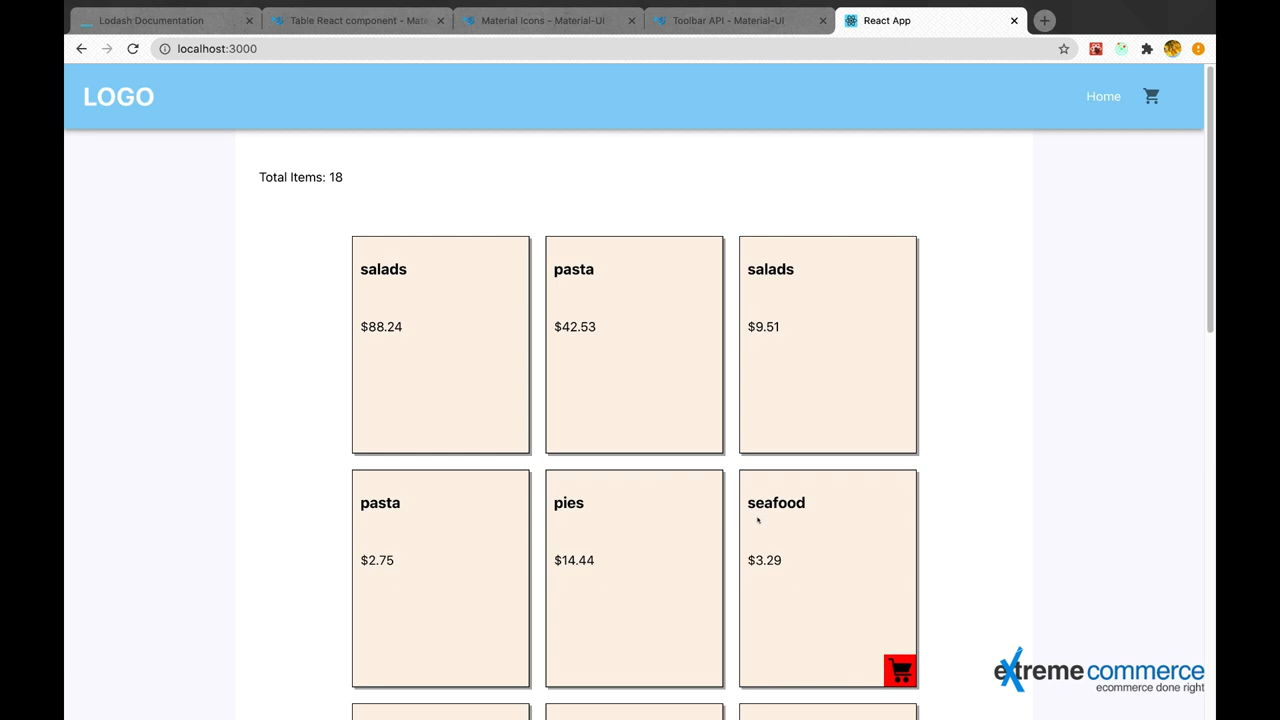 Lodash Documentation
Table React component - Mate
Material Icons - Material-UI
Toolbar API - Material-UI
React App
localhost:3000
LOGO
Home
Total Items: 18
salads
pasta
salads
$88.24
$42.53
$9.51
pasta
pies
seafood
$2.75
$14.44
$3.29
extreme commerce
ecommerce done right